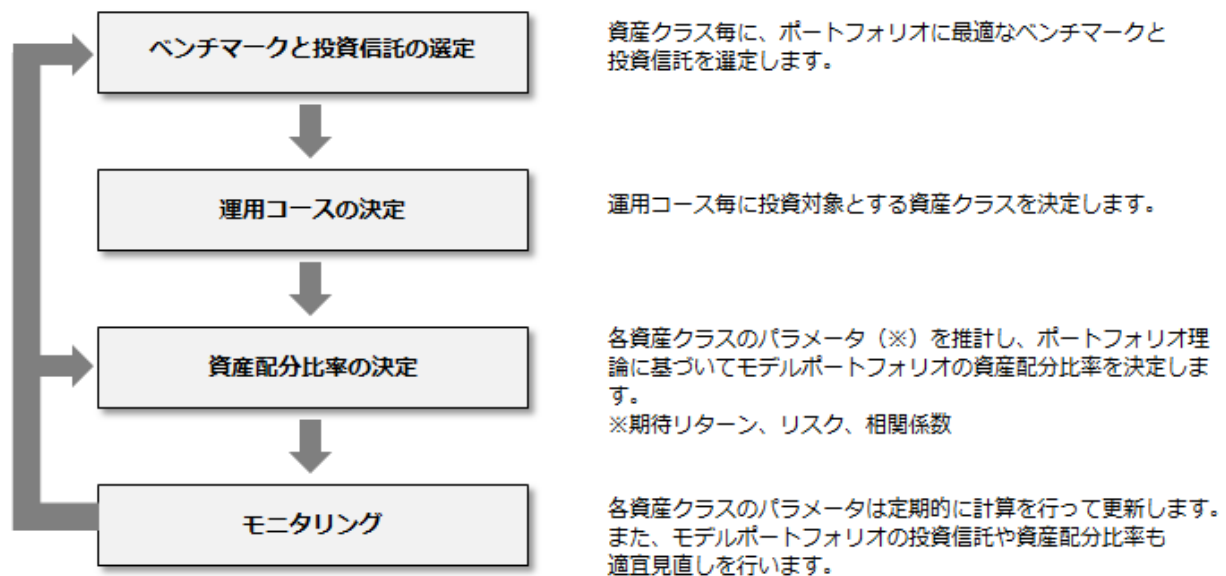 ベンチマークと投資信託の選定
資産クラス毎に、ポートフォリオに最適なベンチマークと
投資信託を選定します。
運用コースの決定
運用コース毎に投資対象とする資産クラスを決定します。
資産配分比率の決定
各資産クラスのパラメータ（※）を推計し、ポートフォリオ理
論に基づいてモデルポートフォリオの資産配分比率を決定しま
す。
※期待リターン、リスク、相関係数
モニタリング
各資産クラスのパラメータは定期的に計算を行って更新します。
また、モデルポートフォリオの投資信託や資産配分比率も
適宜見直しを行います。